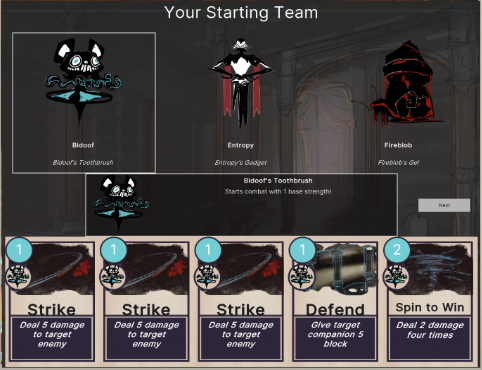 Your Starting Team
Bidoof
Entropy
Fireblob
Bidoof's Toothbrush
Entropy's Gadget
Fireblob's Gel
Bidoof's Toothbrush
Starts combat with 1 base strength!
Next
1
1
1
1
2
Strike
Strike
Strike
Defend
Spin to Win
Deal 5 damage
to target
enemy
Deal 5 damage
to target
enemy
Deal 5 damage
to target
enemy
Give target
companion 5
block
Deal 2 damage
four times